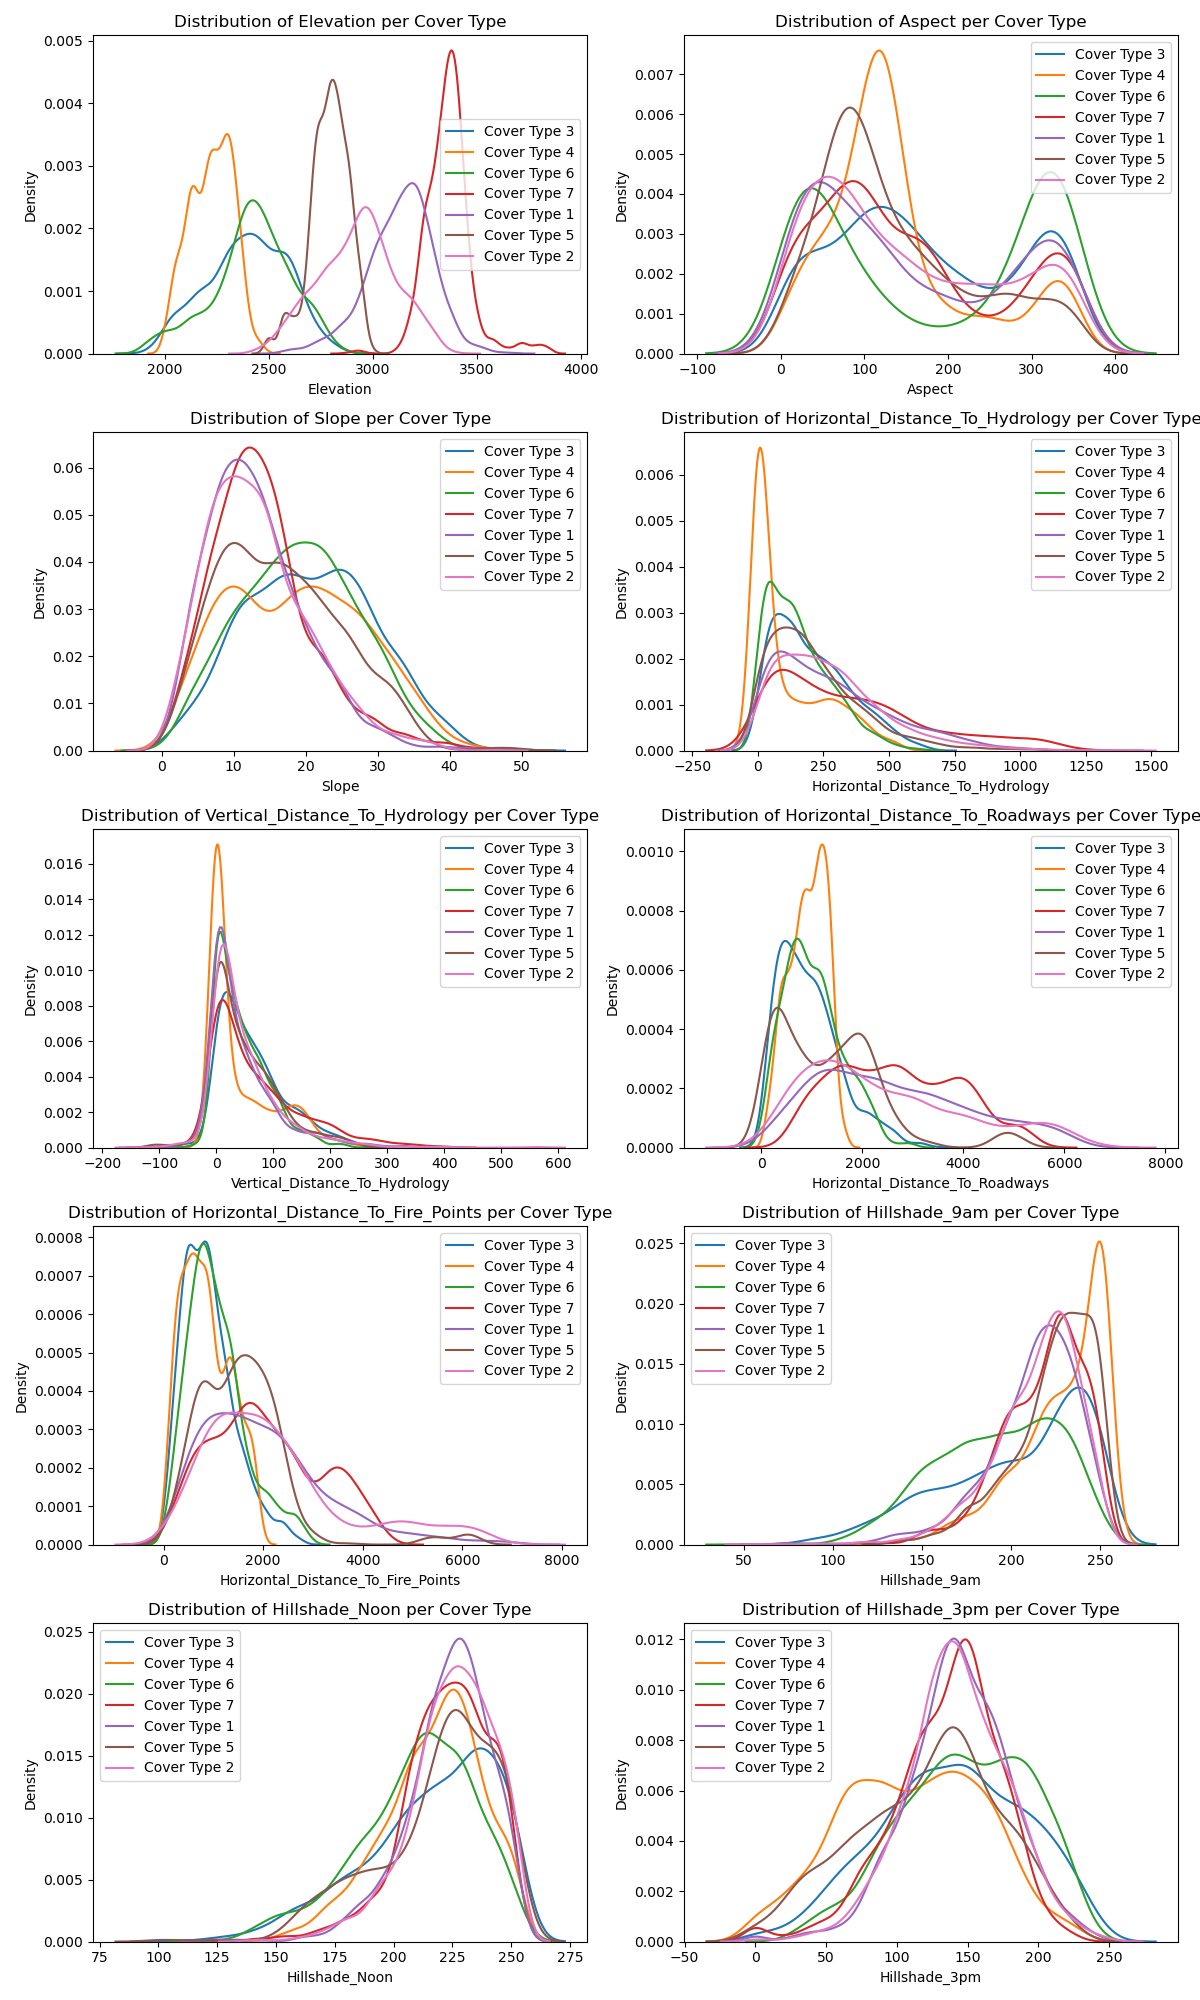 Distribution of Elevation per Cover Type
Density
0.005
0.004
0.003
0.002
0.001
0.000
Cover Type 3
Cover Type 4
Cover Type 6
Cover Type 7
Cover Type 1
Cover Type 5
Cover Type 2
2000 2500 3000 3500 4000
Elevation
Distribution of Aspect per Cover Type
Density
0.007
0.006
0.005
0.004
0.003
0.002
0.001
0.000
Cover Type 3
Cover Type 4
Cover Type 6
Cover Type 7
Cover Type 1
Cover Type 5
Cover Type 2
−100 0 100 200 300 400
Aspect
Distribution of Slope per Cover Type
Density
0.06
0.05
0.04
0.03
0.02
0.01
0.00
Cover Type 3
Cover Type 4
Cover Type 6
Cover Type 7
Cover Type 1
Cover Type 5
Cover Type 2
0 10 20 30 40 50
Slope
Distribution of Horizontal_Distance_To_Hydrology per Cover Type
Density
0.006
0.005
0.004
0.003
0.002
0.001
0.000
Cover Type 3
Cover Type 4
Cover Type 6
Cover Type 7
Cover Type 1
Cover Type 5
Cover Type 2
−250 0 250 500 750 1000 1250 1500
Horizontal_Distance_To_Hydrology
Distribution of Vertical_Distance_To_Hydrology per Cover Type
Density
0.016
0.014
0.012
0.010
0.008
0.006
0.004
0.002
0.000
Cover Type 3
Cover Type 4
Cover Type 6
Cover Type 7
Cover Type 1
Cover Type 5
Cover Type 2
−200 −100 0 100 200 300 400 500 600
Vertical_Distance_To_Hydrology
Distribution of Horizontal_Distance_To_Roadways per Cover Type
Density
0.0010
0.0008
0.0006
0.0004
0.0002
0.0000
Cover Type 3
Cover Type 4
Cover Type 6
Cover Type 7
Cover Type 1
Cover Type 5
Cover Type 2
0 2000 4000 6000 8000
Horizontal_Distance_To_Roadways
Distribution of Horizontal_Distance_To_Fire_Points per Cover Type
Density
0.0008
0.0007
0.0006
0.0005
0.0004
0.0003
0.0002
0.0001
0.0000
Cover Type 3
Cover Type 4
Cover Type 6
Cover Type 7
Cover Type 1
Cover Type 5
Cover Type 2
0 2000 4000 6000 8000
Horizontal_Distance_To_Fire_Points
Distribution of Hillshade_9am per Cover Type
Density
0.025
0.020
0.015
0.010
0.005
0.000
Cover Type 3
Cover Type 4
Cover Type 6
Cover Type 7
Cover Type 1
Cover Type 5
Cover Type 2
50 100 150 200 250
Hillshade_9am
Distribution of Hillshade_Noon per Cover Type
Density
0.025
0.020
0.015
0.010
0.005
0.000
Cover Type 3
Cover Type 4
Cover Type 6
Cover Type 7
Cover Type 1
Cover Type 5
Cover Type 2
75 100 125 150 175 200 225 250 275
Hillshade_Noon
Distribution of Hillshade_3pm per Cover Type
Density
0.012
0.010
0.008
0.006
0.004
0.002
0.000
Cover Type 3
Cover Type 4
Cover Type 6
Cover Type 7
Cover Type 1
Cover Type 5
Cover Type 2
−50 0 50 100 150 200 250
Hillshade_3pm